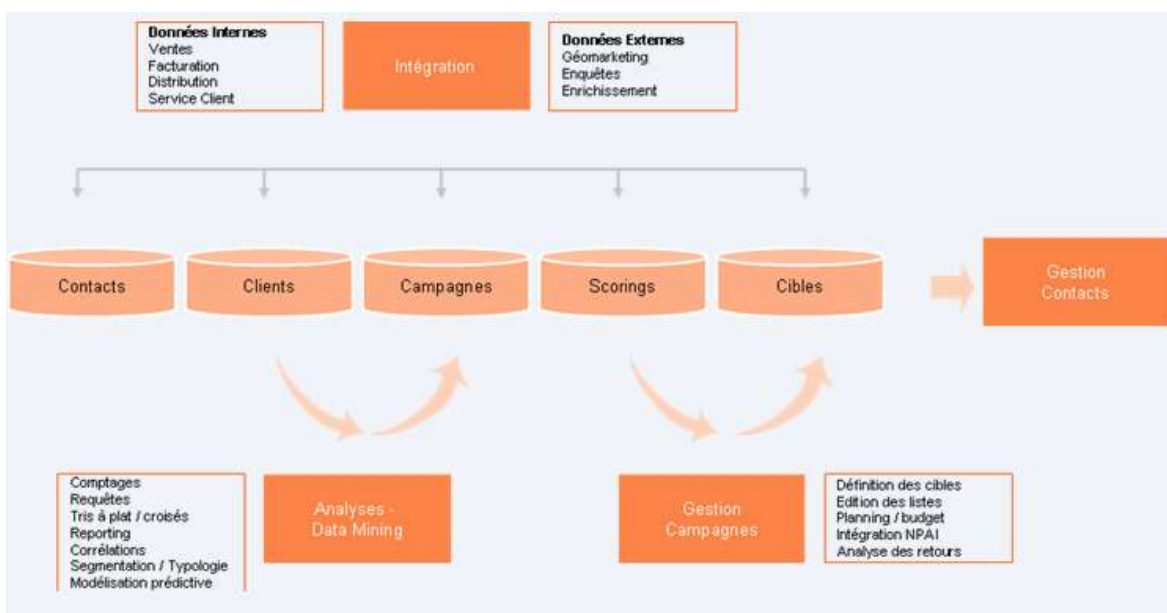 Données Internes
Ventes
Facturation
Distribution
Service Client
Intégration
Données Externes
Géomarketing
Enquêtes
Enrichissement
Contacts
Clients
Campagnes
Scorings
Cibles
Gestion
Contacts
Comptages
Requêtes
Tris à plat / croisés
Reporting
Corrélations
Segmentation / Typologie
Modélisation prédictive
Analyses -
Data Mining
Gestion
Campagnes
Définition des cibles
Edition des listes
Planning / budget
Intégration NPAI
Analyse des retours